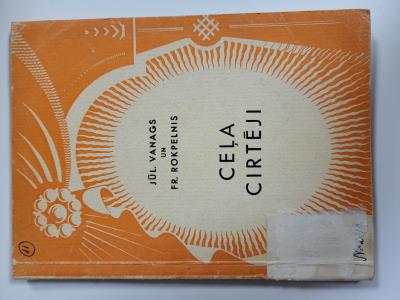 JŪL. VANAGS
UN
FR. ROKPELNIS
CEĻA
CIRTĒJI